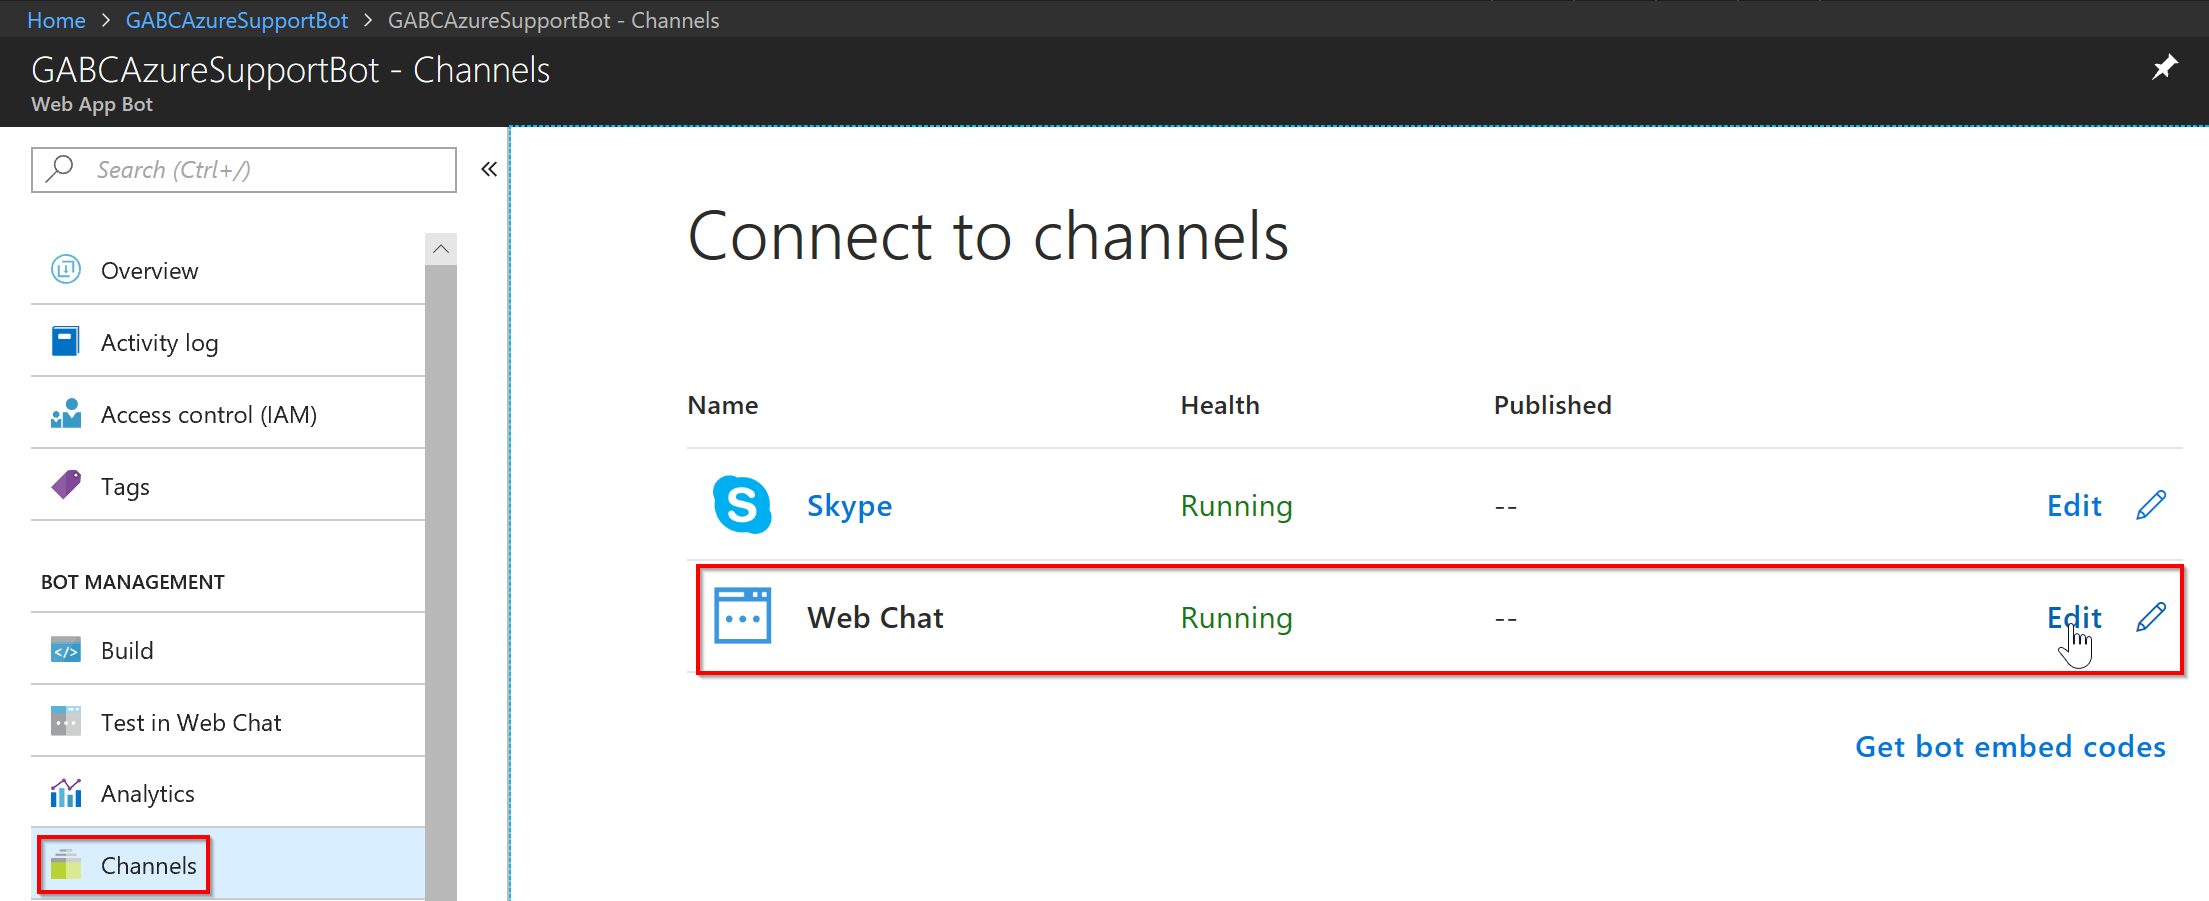 Home > GABCAzureSupportBot > GABCAzureSupportBot - Channels
GABCAzureSupportBot - Channels
Web App Bot
Search (Ctrl+/)
«
Overview
Activity log
Access control (IAM)
Tags
BOT MANAGEMENT
Build
Test in Web Chat
Analytics
Channels
Connect to channels
Name Health Published
Skype Running -- Edit
Web Chat Running -- Edit
Get bot embed codes